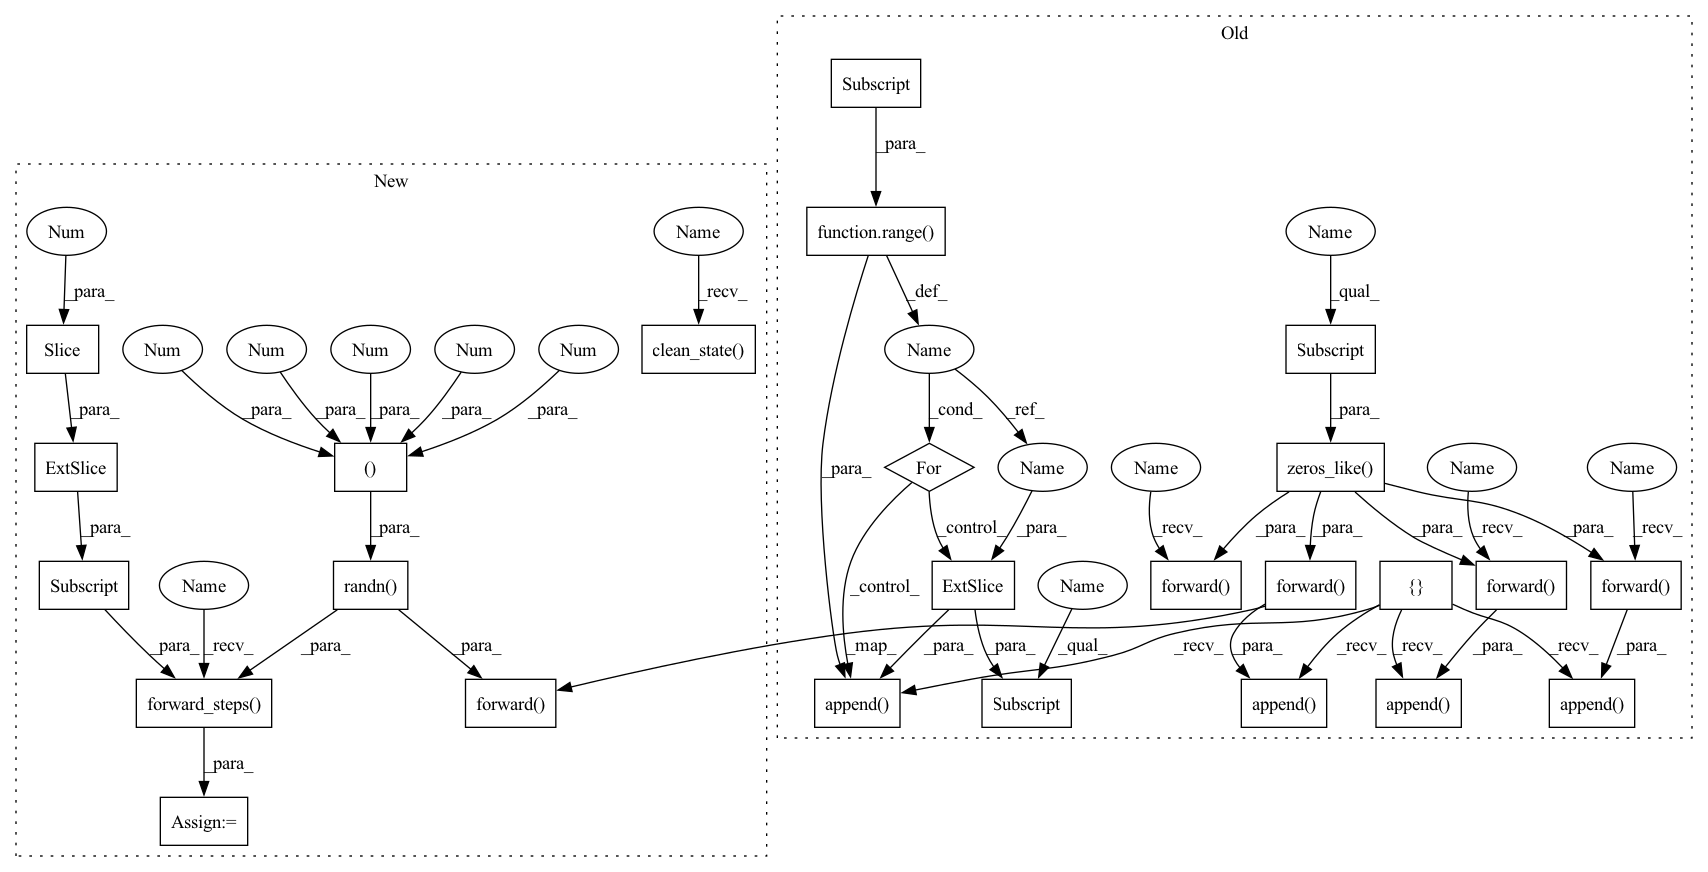 Old
Subscript
_para_
New
Num
Name
function.range()
Name
_para_
_recv_
_def_
_qual_
Slice
Num
Num
Num
Num
Num
clean_state()
Name
Subscript
_para_
_para_
_para_
_para_
_para_
_para_
_cond_
_ref_
_para_
ExtSlice
()
_para_
For
Name
Name
zeros_like()
Name
Name
_para_
_para_
_control_
_para_
_recv_
_para_
_para_
_para_
_recv_
_para_
_recv_
Subscript
Name
randn()
_control_
ExtSlice
Name
forward()
forward()
{}
forward()
forward()
_para_
_recv_
_para_
_para_
_map_
_para_
_para_
_qual_
_recv_
_para_
_recv_
_recv_
_para_
_recv_
_para_
forward_steps()
forward()
append()
Subscript
append()
append()
append()
_para_
Assign:=